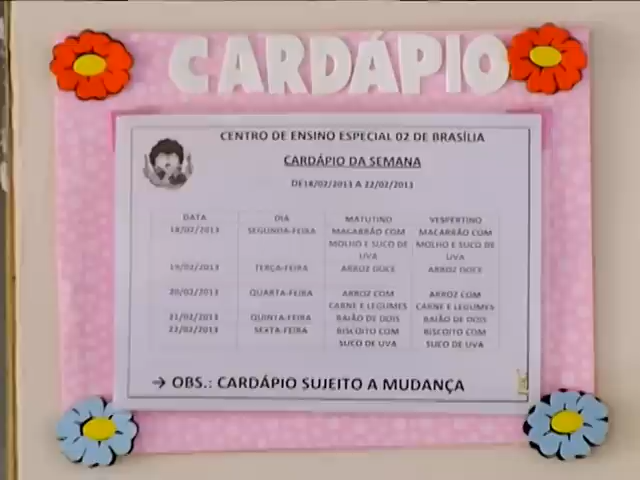 CARDÁPIO
CENTRO DE ENSINO ESPECIAL 02 DE BRASÍLIA
CARDÁPIO DA SEMANA
DE18/02/2013 A 22/02/2013
DATA DIA MATUTINO VESPERTINO
18/02/2013 SEGUNDA-FEIRA MACARRÃO COM MACARRÃO COM
MOLHO E SUCO DE MOLHO E SUCO DE
UVA UVA
19/02/2013 TERÇA-FEIRA ARROZ DOCE ARROZ DOCE
20/02/2013 QUARTA-FEIRA ARROZ COM ARROZ COM
CARNE E LEGUMES CARNE E LEGUMES
21/02/2013 QUINTA-FEIRA BAIÃO DE DOIS BAIÃO DE DOIS
22/02/2013 SEXTA-FEIRA BISCOITO COM BISCOITO COM
SUCO DE UVA SUCO DE UVA
→ OBS.: CARDÁPIO SUJEITO A MUDANÇA